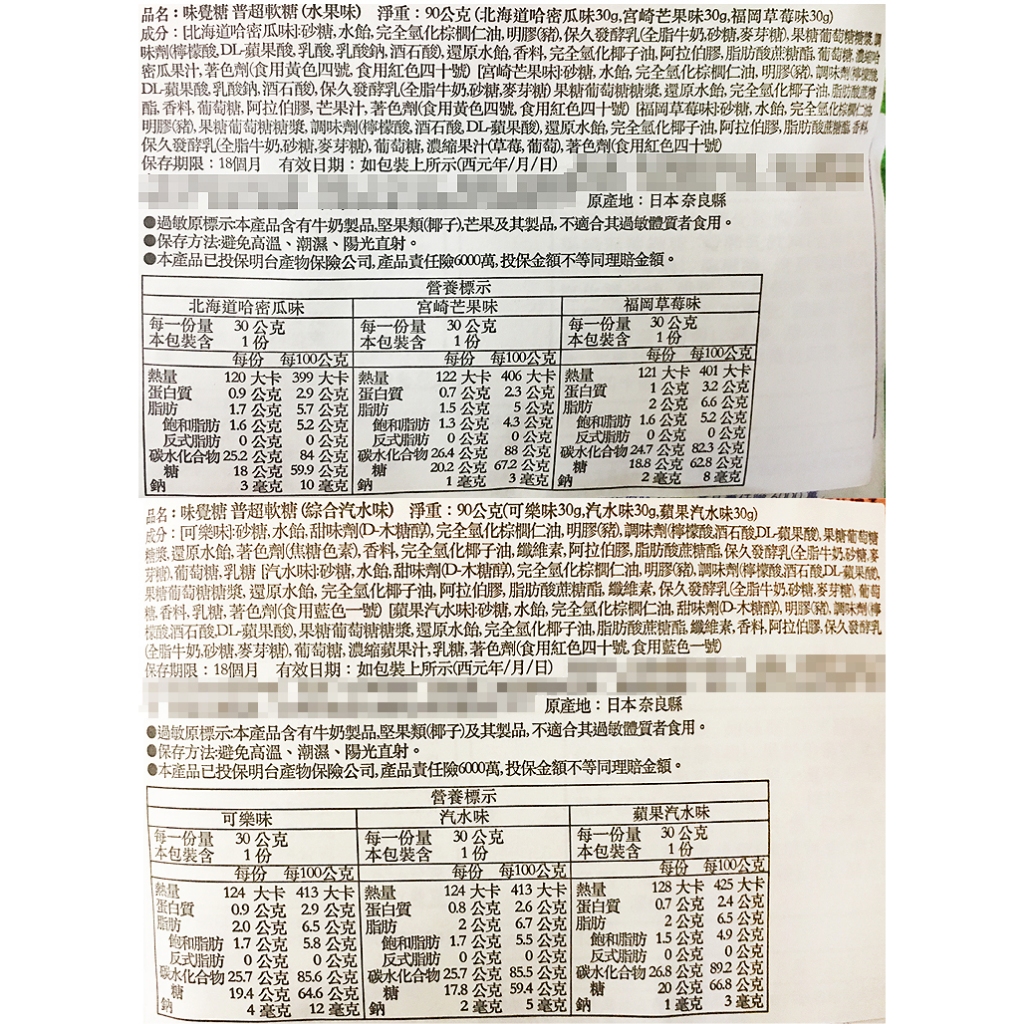 品名：味覺糖 普超軟糖 (水果味) 淨重：90公克 (北海道哈密瓜味30g,宮崎芒果味30g,福岡草莓味30g)
成分：[北海道哈密瓜味]:砂糖, 水飴, 完全氫化棕櫚仁油, 明膠(豬), 保久發酵乳(全脂牛奶,砂糖,麥芽糖), 果糖葡萄糖糖漿, 調
味劑(檸檬酸, DL-蘋果酸, 乳酸, 乳酸鈉, 酒石酸), 還原水飴, 香料, 完全氫化椰子油, 阿拉伯膠, 脂肪酸蔗糖酯, 葡萄糖, 濃縮哈
密瓜果汁, 著色劑(食用黃色四號, 食用紅色四十號) [宮崎芒果味]:砂糖, 水飴, 完全氫化棕櫚仁油, 明膠(豬), 調味劑(檸檬酸,
DL-蘋果酸, 乳酸鈉, 酒石酸), 保久發酵乳(全脂牛奶,砂糖,麥芽糖) 果糖葡萄糖糖漿, 還原水飴, 完全氫化椰子油, 脂肪酸蔗糖
酯, 香料, 葡萄糖, 阿拉伯膠, 芒果汁, 著色劑(食用黃色四號, 食用紅色四十號) [福岡草莓味]:砂糖, 水飴, 完全氫化棕櫚仁油,
明膠(豬), 果糖葡萄糖糖漿, 調味劑(檸檬酸, 酒石酸, DL-蘋果酸), 還原水飴, 完全氫化椰子油, 阿拉伯膠, 脂肪酸蔗糖酯, 香料,
保久發酵乳(全脂牛奶,砂糖,麥芽糖), 葡萄糖, 濃縮果汁(草莓, 葡萄), 著色劑(食用紅色四十號)
保存期限：18個月 有效日期：如包裝上所示(西元年/月/日)
原產地：日本 奈良縣
●過敏原標示:本產品含有牛奶製品,堅果類(椰子),芒果及其製品, 不適合其過敏體質者食用。
●保存方法:避免高溫、潮濕、陽光直射。
●本產品已投保明台產物保險公司, 產品責任險6000萬, 投保金額不等同理賠金額。
營養標示
北海道哈密瓜味 宮崎芒果味 福岡草莓味
每一份量 30 公克 每一份量 30 公克 每一份量 30 公克
本包裝含 1 份 本包裝含 1 份 本包裝含 1 份
每份 每100公克 每份 每100公克 每份 每100公克
熱量 120 大卡 399 大卡 熱量 122 大卡 406 大卡 熱量 121 大卡 401 大卡
蛋白質 0.9 公克 2.9 公克 蛋白質 0.7 公克 2.3 公克 蛋白質 1 公克 3.2 公克
脂肪 1.7 公克 5.7 公克 脂肪 1.5 公克 5 公克 脂肪 2 公克 6.6 公克
飽和脂肪 1.6 公克 5.2 公克 飽和脂肪 1.3 公克 4.3 公克 飽和脂肪 1.6 公克 5.2 公克
反式脂肪 0 公克 0 公克 反式脂肪 0 公克 0 公克 反式脂肪 0 公克 0 公克
碳水化合物 25.2 公克 84 公克 碳水化合物 26.4 公克 88 公克 碳水化合物 24.7 公克 82.3 公克
糖 18 公克 59.9 公克 糖 20.2 公克 67.2 公克 糖 18.8 公克 62.8 公克
鈉 3 毫克 10 毫克 鈉 1 毫克 3 毫克 鈉 2 毫克 8 毫克
品名：味覺糖 普超軟糖 (綜合汽水味) 淨重：90公克(可樂味30g,汽水味30g,蘋果汽水味30g)
成分：[可樂味]:砂糖, 水飴, 甜味劑(D-木糖醇), 完全氫化棕櫚仁油, 明膠(豬), 調味劑(檸檬酸,酒石酸,DL-蘋果酸), 果糖葡萄糖
糖漿, 還原水飴, 著色劑(焦糖色素), 香料, 完全氫化椰子油, 纖維素, 阿拉伯膠, 脂肪酸蔗糖酯, 保久發酵乳(全脂牛奶,砂糖,麥
芽糖), 葡萄糖, 乳糖 [汽水味]:砂糖, 水飴, 甜味劑(D-木糖醇), 完全氫化棕櫚仁油, 明膠(豬), 調味劑(檸檬酸,酒石酸,DL-蘋果酸),
果糖葡萄糖糖漿, 還原水飴, 完全氫化椰子油, 阿拉伯膠, 脂肪酸蔗糖酯, 纖維素, 保久發酵乳(全脂牛奶,砂糖,麥芽糖), 葡萄
糖, 香料, 乳糖, 著色劑(食用藍色一號) [蘋果汽水味]:砂糖, 水飴, 完全氫化棕櫚仁油, 甜味劑(D-木糖醇), 明膠(豬), 調味劑(檸
檬酸,酒石酸,DL-蘋果酸), 果糖葡萄糖糖漿, 還原水飴, 完全氫化椰子油, 脂肪酸蔗糖酯, 纖維素, 香料, 阿拉伯膠, 保久發酵乳
(全脂牛奶,砂糖,麥芽糖), 葡萄糖, 濃縮蘋果汁, 乳糖, 著色劑(食用紅色四十號, 食用藍色一號)
保存期限：18個月 有效日期：如包裝上所示(西元年/月/日)
原產地：日本 奈良縣
●過敏原標示:本產品含有牛奶製品,堅果類(椰子)及其製品, 不適合其過敏體質者食用。
●保存方法:避免高溫、潮濕、陽光直射。
●本產品已投保明台產物保險公司, 產品責任險6000萬, 投保金額不等同理賠金額。
營養標示
可樂味 汽水味 蘋果汽水味
每一份量 30 公克 每一份量 30 公克 每一份量 30 公克
本包裝含 1 份 本包裝含 1 份 本包裝含 1 份
每份 每100公克 每份 每100公克 每份 每100公克
熱量 124 大卡 413 大卡 熱量 124 大卡 413 大卡 熱量 128 大卡 425 大卡
蛋白質 0.9 公克 2.9 公克 蛋白質 0.8 公克 2.6 公克 蛋白質 0.7 公克 2.4 公克
脂肪 2.0 公克 6.5 公克 脂肪 2 公克 6.7 公克 脂肪 2 公克 6.5 公克
飽和脂肪 1.7 公克 5.8 公克 飽和脂肪 1.7 公克 5.5 公克 飽和脂肪 1.5 公克 4.9 公克
反式脂肪 0 公克 0 公克 反式脂肪 0 公克 0 公克 反式脂肪 0 公克 0 公克
碳水化合物 25.7 公克 85.6 公克 碳水化合物 25.7 公克 85.5 公克 碳水化合物 26.8 公克 89.2 公克
糖 19.4 公克 64.6 公克 糖 17.8 公克 59.4 公克 糖 20 公克 66.8 公克
鈉 4 毫克 12 毫克 鈉 2 毫克 5 毫克 鈉 1 毫克 3 毫克